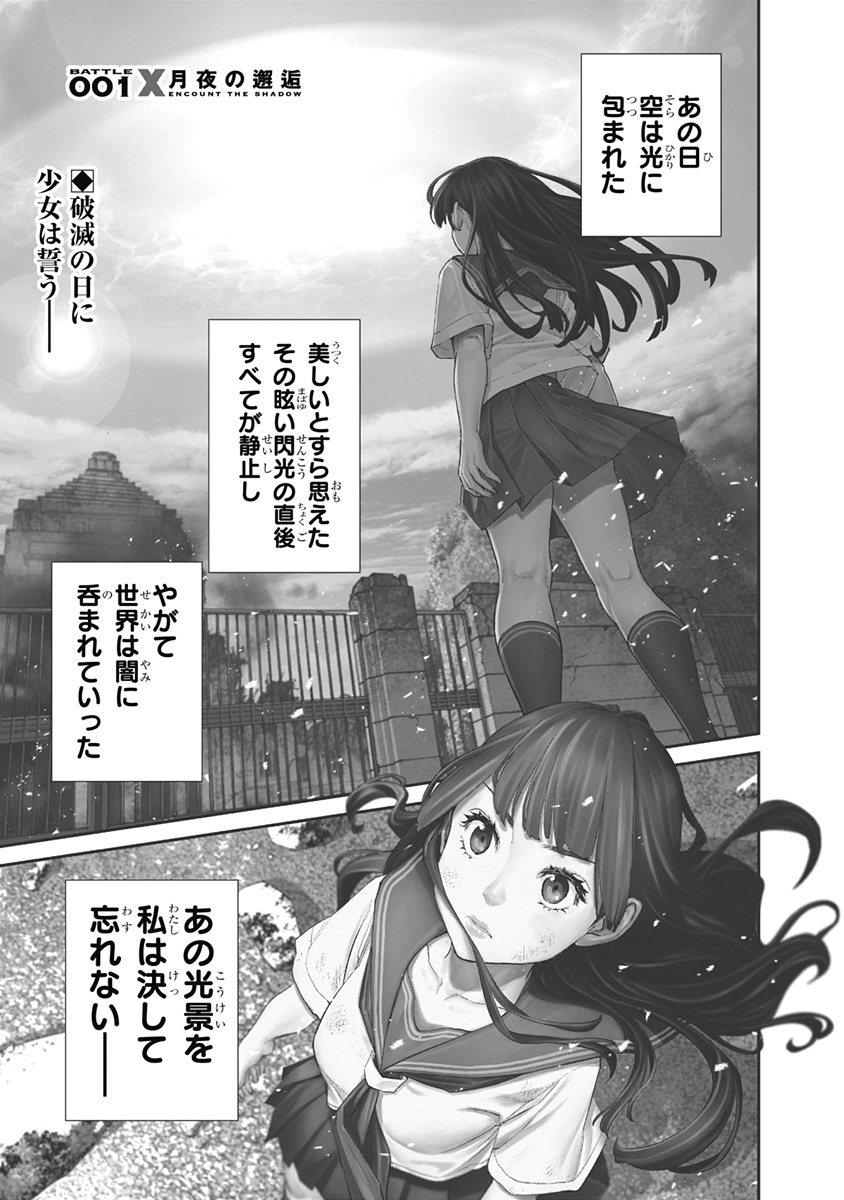 BATTLE
001 X 月夜の邂逅
ENCOUNT THE SHADOW
あの日
空は光に
包まれた
◆破滅の日に
少女は誓う――
美しいとすら思えた
その眩い閃光の直後
すべてが静止し
やがて
世界は闇に
呑まれていった
あの光景を
私は決して
忘れない――